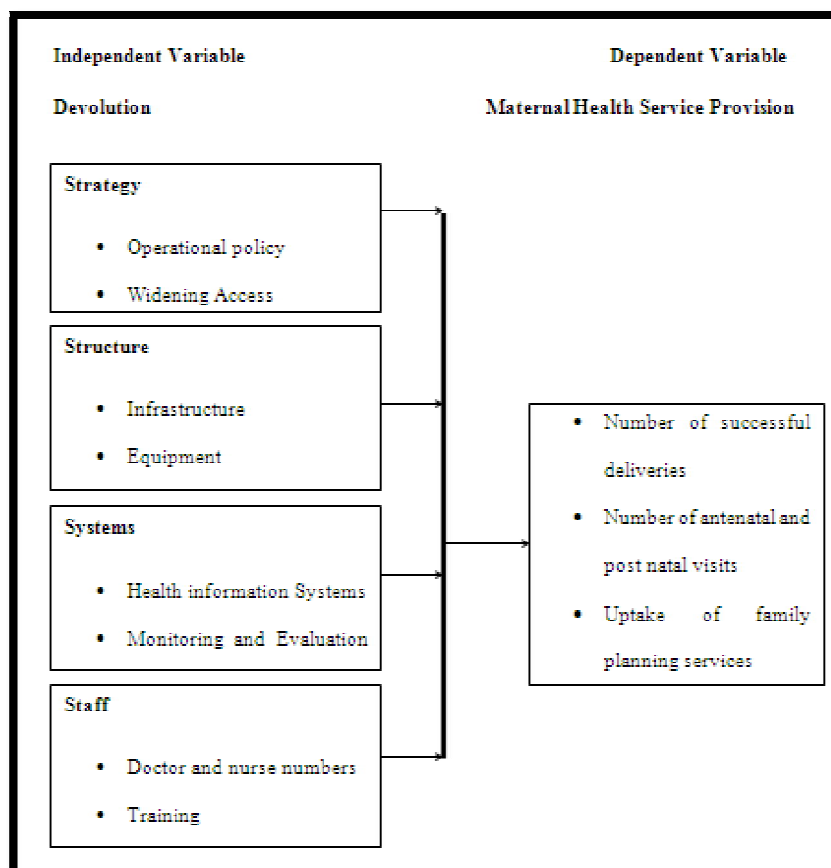 Independent Variable
Dependent Variable
Devolution
Maternal Health Service Provision
Strategy
• Operational policy
• Widening Access
Structure
• Infrastructure
• Equipment
Systems
• Health information Systems
• Monitoring and Evaluation
Staff
• Doctor and nurse numbers
• Training
• Number of successful
deliveries
• Number of antenatal and
post natal visits
• Uptake of family
planning services